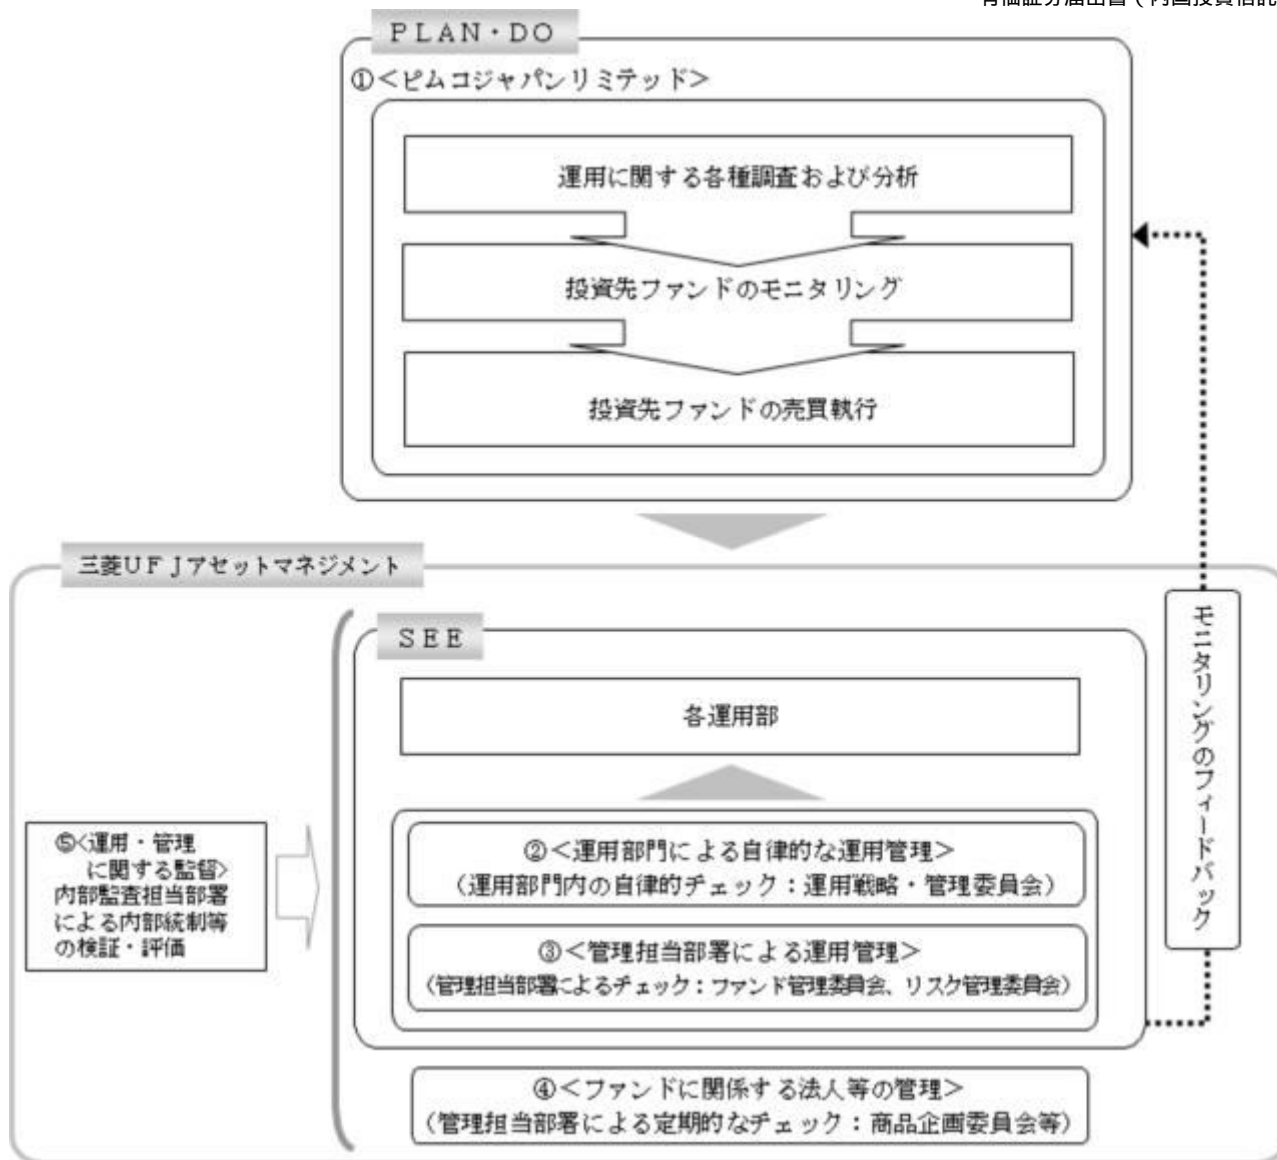 有価証券届出書（内国投資信託
ＰＬＡＮ・ＤＯ
①＜ピムコジャパンリミテッド＞
運用に関する各種調査および分析
投資先ファンドのモニタリング
投資先ファンドの売買執行
三菱ＵＦＪアセットマネジメント
ＳＥＥ
各運用部
②＜運用部門による自律的な運用管理＞
（運用部門内の自律的チェック：運用戦略・管理委員会）
③＜管理担当部署による運用管理＞
（管理担当部署によるチェック：ファンド管理委員会、リスク管理委員会）
④＜ファンドに関係する法人等の管理＞
（管理担当部署による定期的なチェック：商品企画委員会等）
⑤<運用・管理
に関する監督>
内部監査担当部署
による内部統制等
の検証・評価
モニタリングのフィードバック